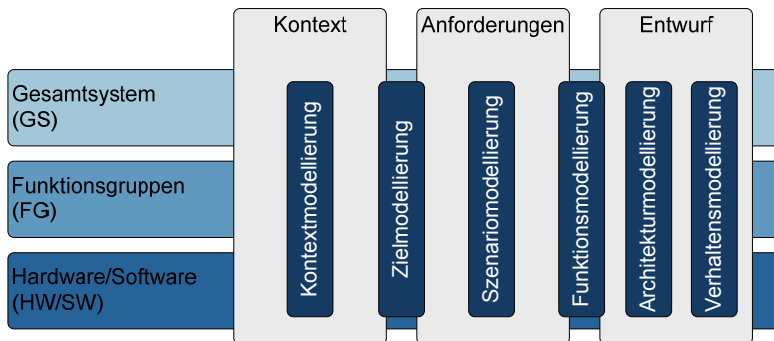 Kontext
Anforderungen
Entwurf
Gesamtsystem
(GS)
Funktionsgruppen
(FG)
Hardware/Software
(HW/SW)
Kontextmodellierung
Zielmodellierung
Szenariomodellierung
Funktionsmodellierung
Architekturmodellierung
Verhaltensmodellierung